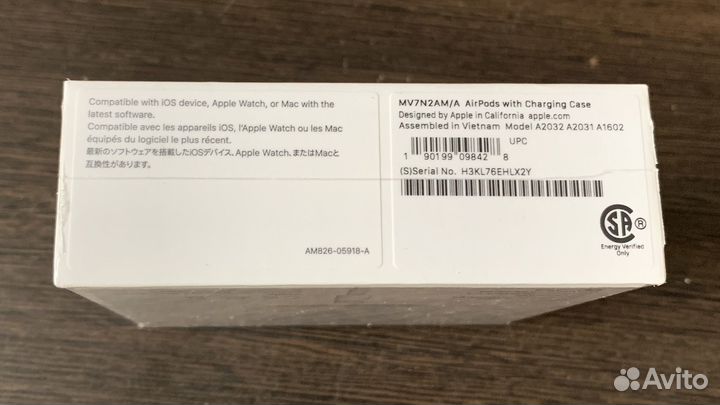 Compatible with iOS device, Apple Watch, or Mac with the
latest software.
Compatible avec les appareils iOS, l'Apple Watch ou les Mac
équipés du logiciel le plus récent.
最新のソフトウェアを搭載したiOSデバイス、Apple Watch、またはMacと
互換性があります。
AM826-05918-A
MV7N2AM/A AirPods with Charging Case
Designed by Apple in California apple.com
Assembled in Vietnam Model A2032 A2031 A1602
UPC
1 90199 09842 8
(S)Serial No. H3KL76EHLX2Y
SA ®
Energy Verified
Only
Avito